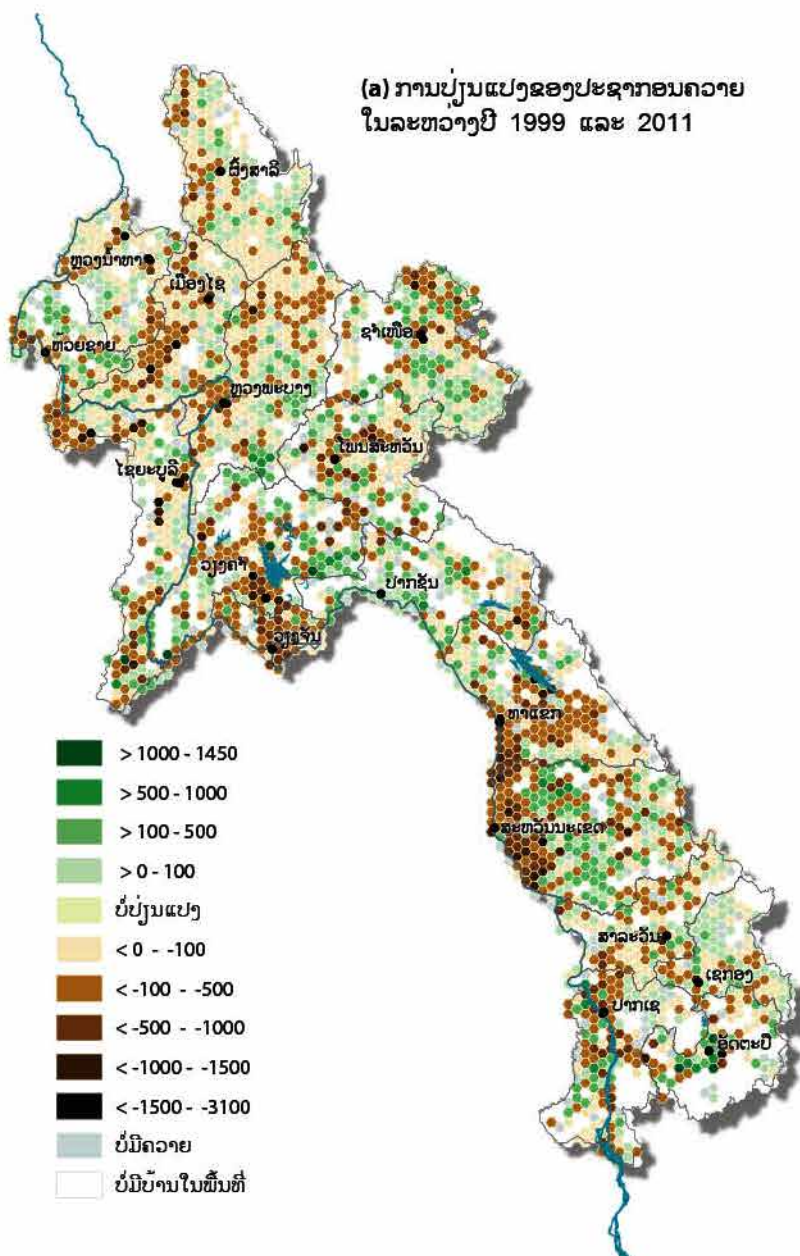 (a) ການປ່ຽນແປງຂອງປະຊາກອນຄວາຍ
ໃນລະຫວ່າງປີ 1999 ແລະ 2011
ຜົ້ງສາລີ
ຫຼວງນ້ຳທາ
ເມືອງໄຊ
ຊຳເໜືອ
ຫ້ວຍຊາຍ
ຫຼວງພະບາງ
ໂພນສະຫວັນ
ໄຊຍະບູລີ
ວຽງຄຳ
ປາກຊັນ
ວຽງຈັນ
ທາແຂກ
ສະຫວັນນະເຂດ
ສາລະວັນ
ເຊກອງ
ປາກເຊ
ອັດຕະປື
> 1000 - 1450
> 500 - 1000
> 100 - 500
> 0 - 100
ບໍ່ປ່ຽນແປງ
< 0 - -100
< -100 - -500
< -500 - -1000
< -1000 - -1500
< -1500 - -3100
ບໍ່ມີຄວາຍ
ບໍ່ມີບ້ານໃນພື້ນທີ່